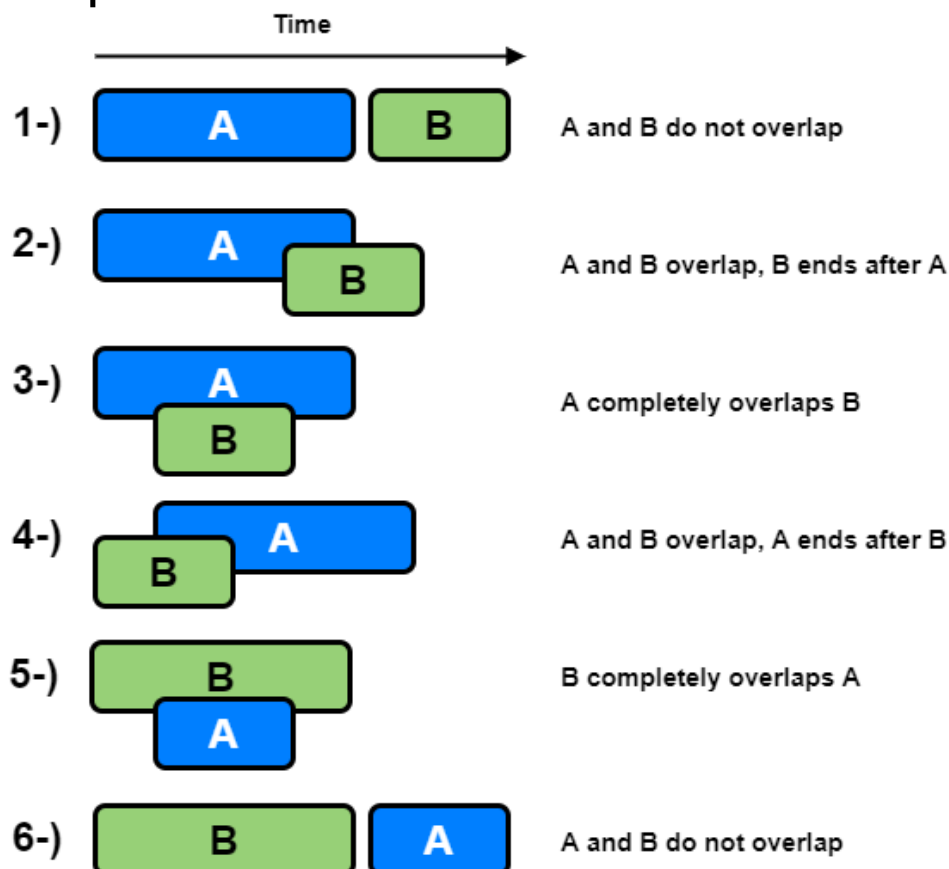 Time
1-) A B A and B do not overlap
2-) A B A and B overlap, B ends after A
3-) A B A completely overlaps B
4-) A B A and B overlap, A ends after B
5-) B A B completely overlaps A
6-) B A A and B do not overlap